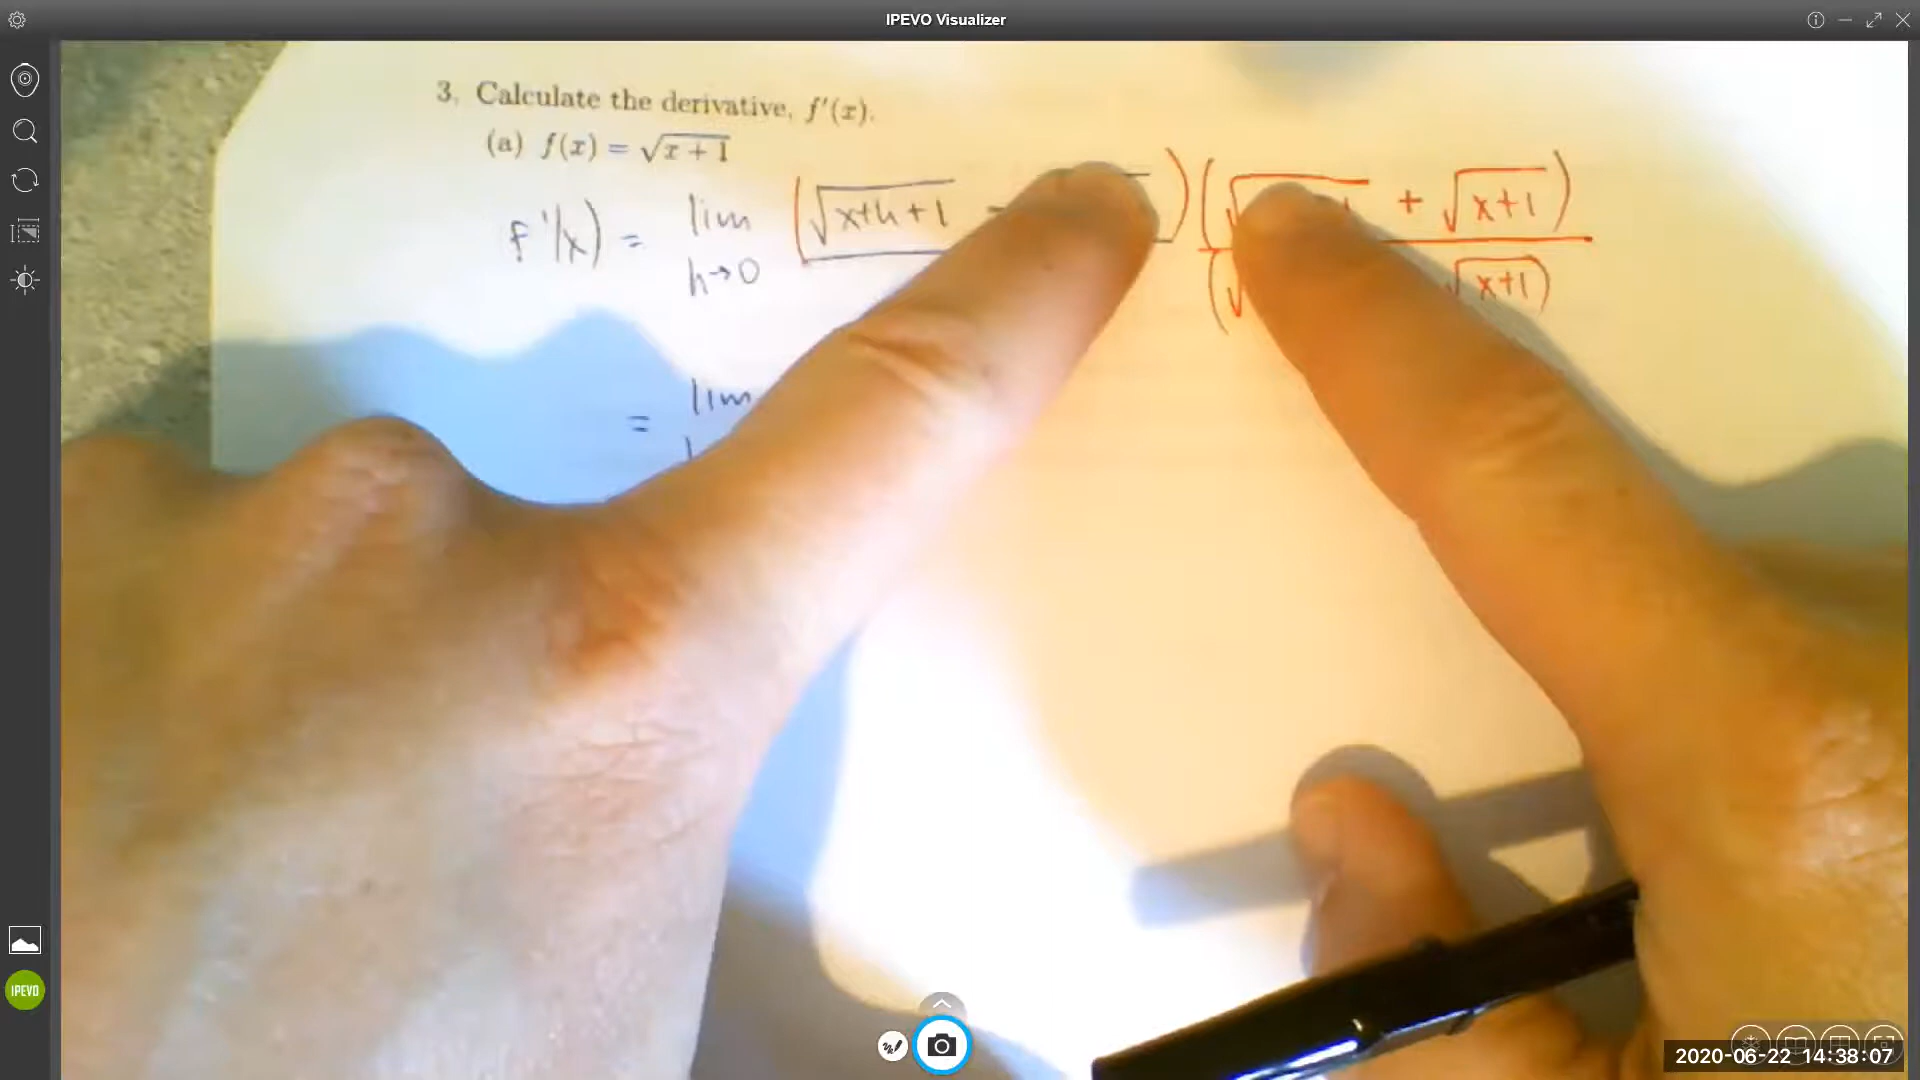 IPEVO Visualizer
3. Calculate the derivative, f'(x).
(a) f(x) = √x + 1
f'(x) = lim (√x+h+1 - ) (√ 1 + √x+1)
h→0 (√ √x+1)
= lim
IPEVO
2020-06-22 14:38:07